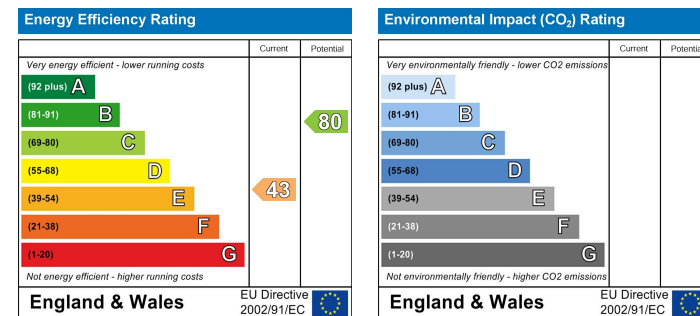 Energy Efficiency Rating
Current Potential
Very energy efficient - lower running costs
(92 plus) A
(81-91) B
80
(69-80) C
(55-68) D
43
(39-54) E
(21-38) F
(1-20) G
Not energy efficient - higher running costs
England & Wales
EU Directive
2002/91/EC
Environmental Impact (CO2) Rating
Current Potentia
Very environmentally friendly - lower CO2 emissions
(92 plus) A
(81-91) B
(69-80) C
(55-68) D
(39-54) E
(21-38) F
(1-20) G
Not environmentally friendly - higher CO2 emissions
England & Wales
EU Directive
2002/91/EC